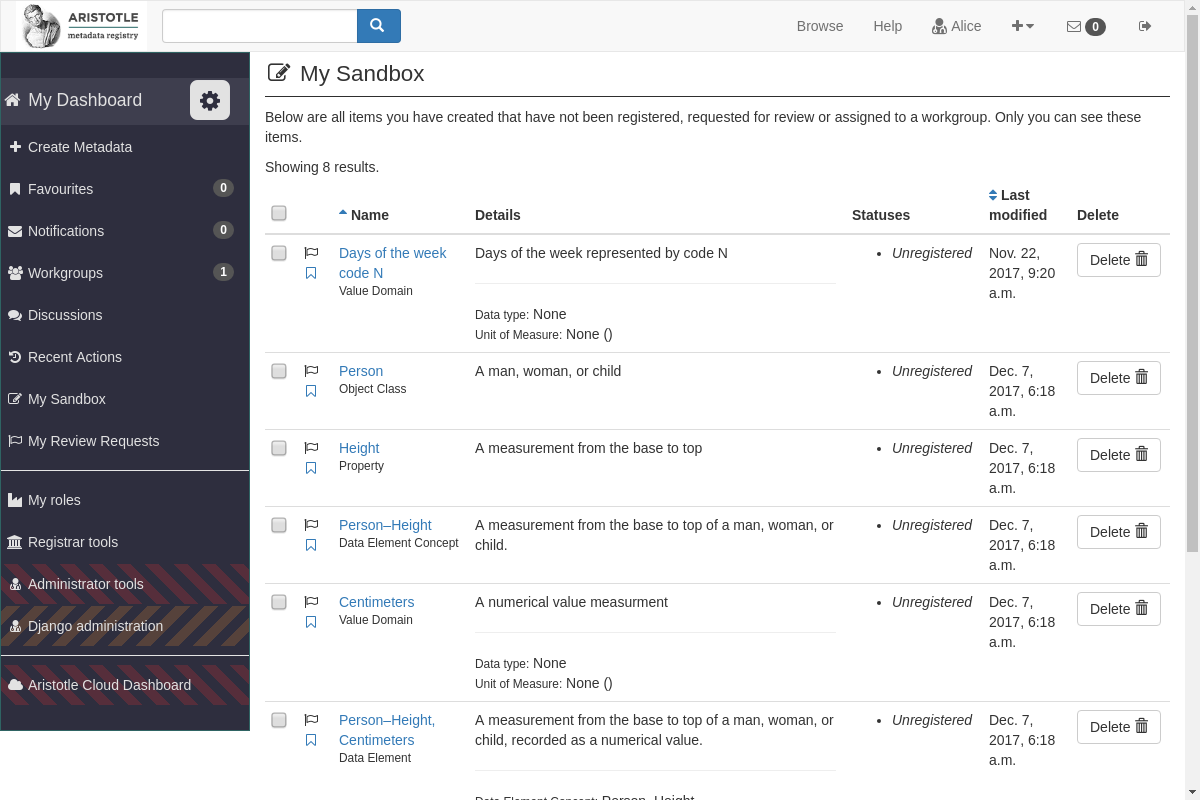 ARISTOTLE
metadata registry
Browse
Help
Alice
0
My Dashboard
Create Metadata
Favourites 0
Notifications 0
Workgroups 1
Discussions
Recent Actions
My Sandbox
My Review Requests
My roles
Registrar tools
Administrator tools
Django administration
Aristotle Cloud Dashboard
My Sandbox
Below are all items you have created that have not been registered, requested for review or assigned to a workgroup. Only you can see these
items.
Showing 8 results.
Name
Details
Statuses
Last
modified
Delete
Days of the week
code N
Value Domain
Days of the week represented by code N
Data type: None
Unit of Measure: None ()
• Unregistered
Nov. 22,
2017, 9:20
a.m.
Delete
Person
Object Class
A man, woman, or child
• Unregistered
Dec. 7,
2017, 6:18
a.m.
Delete
Height
Property
A measurement from the base to top
• Unregistered
Dec. 7,
2017, 6:18
a.m.
Delete
Person–Height
Data Element Concept
A measurement from the base to top of a man, woman, or
child.
• Unregistered
Dec. 7,
2017, 6:18
a.m.
Delete
Centimeters
Value Domain
A numerical value measurment
Data type: None
Unit of Measure: None ()
• Unregistered
Dec. 7,
2017, 6:18
a.m.
Delete
Person–Height,
Centimeters
Data Element
A measurement from the base to top of a man, woman, or
child, recorded as a numerical value.
Data Element Concept: Person–Height
• Unregistered
Dec. 7,
2017, 6:18
a.m.
Delete